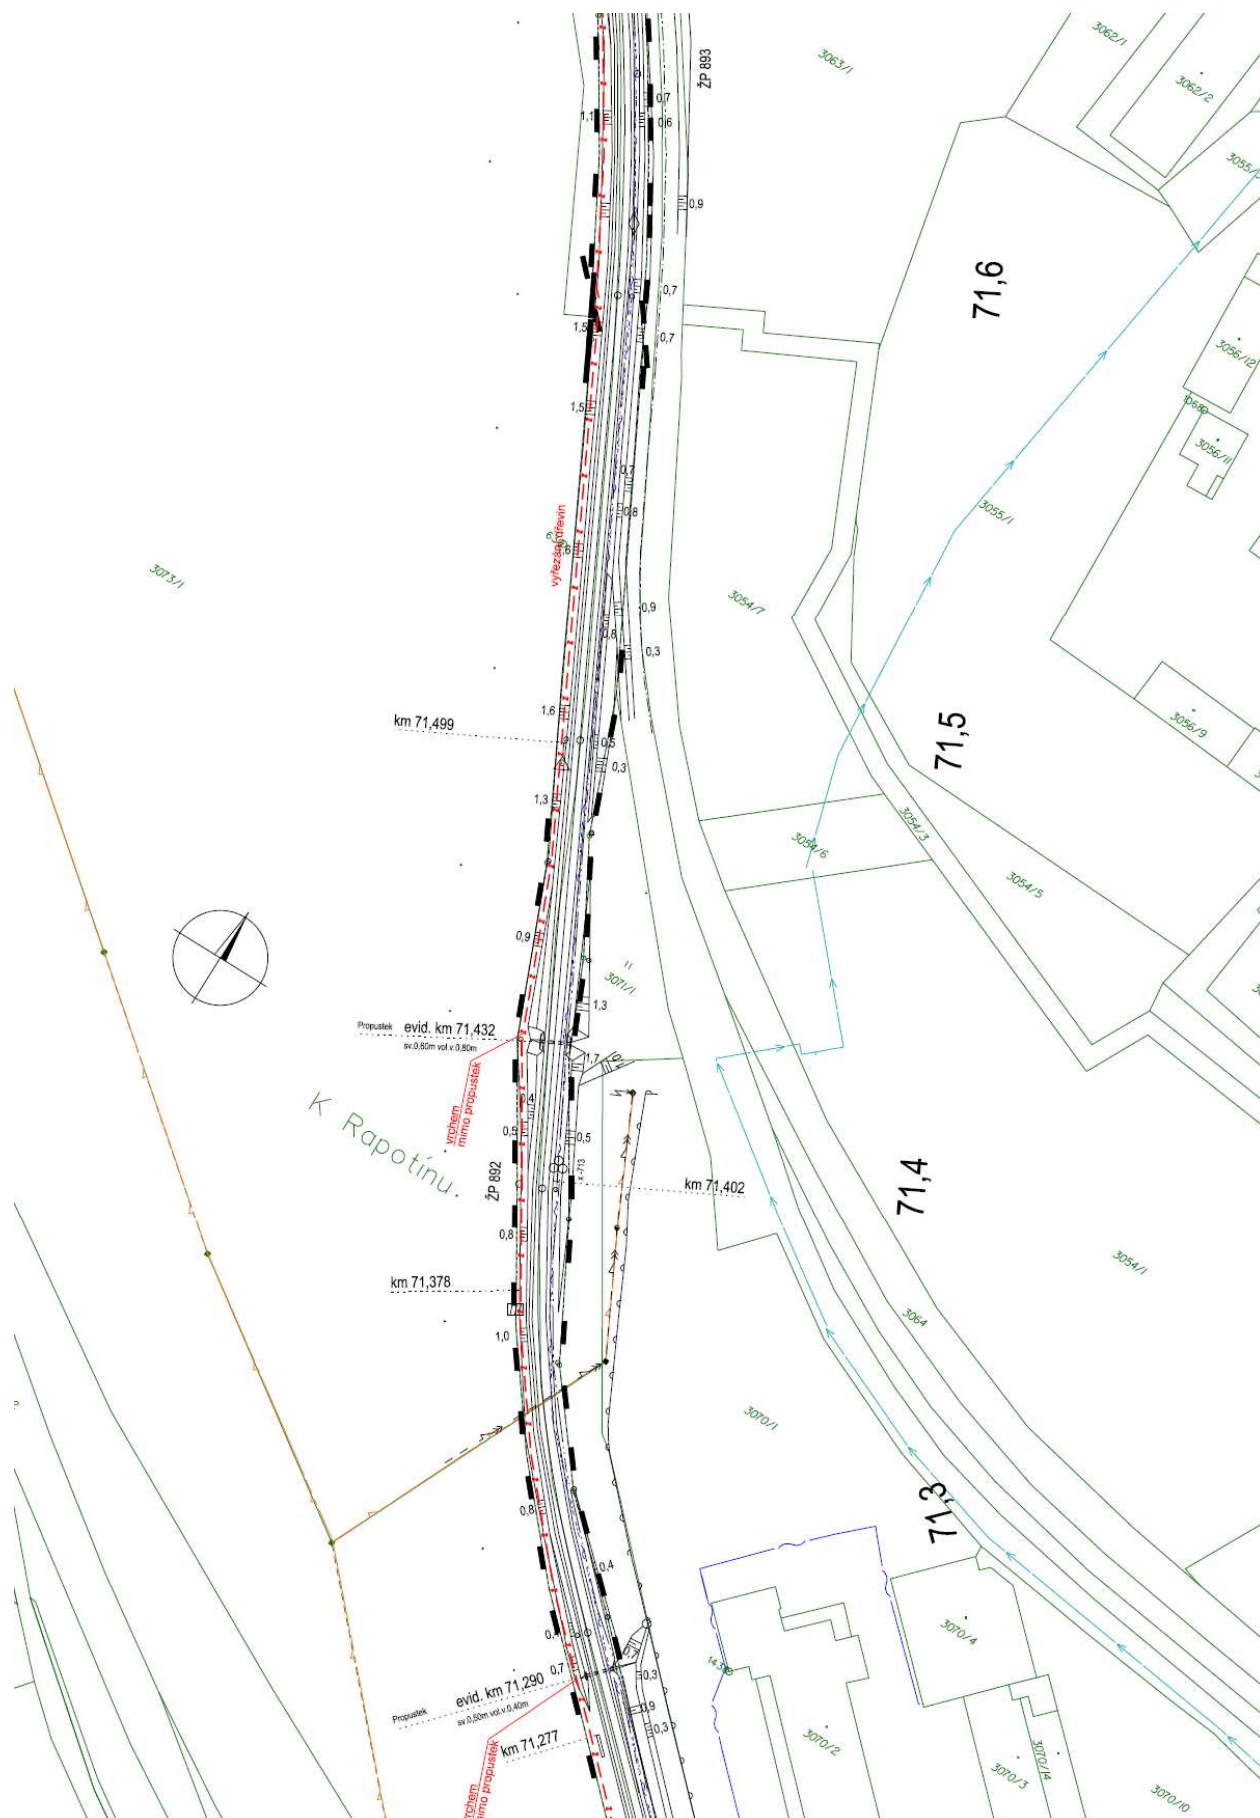 3062/1
3063/1
ŽP 893
3062/2
0,7
1,1
0,6
0,9
71,6
0,7
1,5
0,7
3056/12
1,5
3056/11
0,7
0,8
3055/1
vyřezání dřevin
3073/1
3054/7
0,9
0,8
0,3
1,6
km 71,499
3056/9
71,5
0,5
0,3
1,3
3054/3
3054/6
3054/5
0,9
3071/1
1,3
Propustek
evid. km 71,432
sv.0,60m vol.v.0,80m
1,7
vrchem
mimo propustek
K Rapotínu
0,5
0,5
x-713
ŽP 892
km 71,402
71,4
0,8
3054/1
km 71,378
1,0
3064
3070/1
71,3
0,8
0,4
3070/4
0,7
0,7
0,3
evid. km 71,290
Propustek
sv.0,50m vol.v.0,40m
0,9
0,3
km 71,277
3070/2
3070/14
3070/3
3070/10
vrchem
mimo propustek